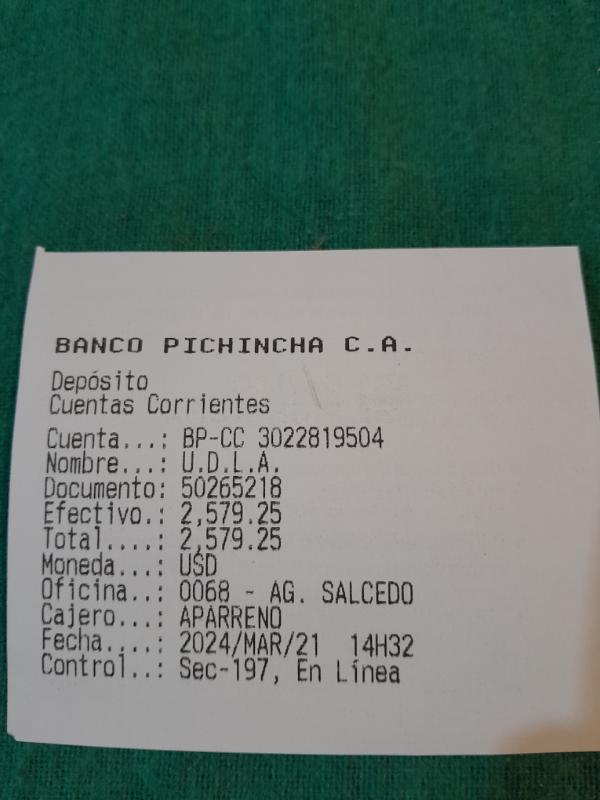 BANCO PICHINCHA C.A.
Depósito
Cuentas Corrientes
Cuenta...: BP-CC 3022819504
Nombre...: U.D.L.A.
Documento: 50265218
Efectivo.: 2,579.25
Total....: 2,579.25
Moneda...: USD
Oficina..: 0068 - AG. SALCEDO
Cajero...: APARRENO
Fecha....: 2024/MAR/21  14H32
Control..: Sec-197, En Línea